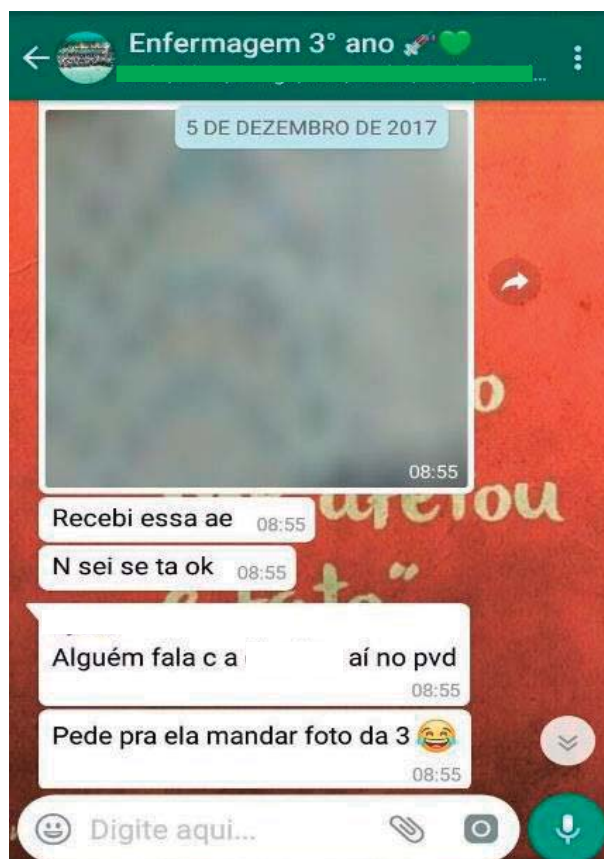 Enfermagem 3° ano 💉💚
...
5 DE DEZEMBRO DE 2017
08:55
Recebi essa ae 08:55
N sei se ta ok 08:55
Alguém fala c a aí no pvd
08:55
Pede pra ela mandar foto da 3 😂
08:55
Digite aqui...